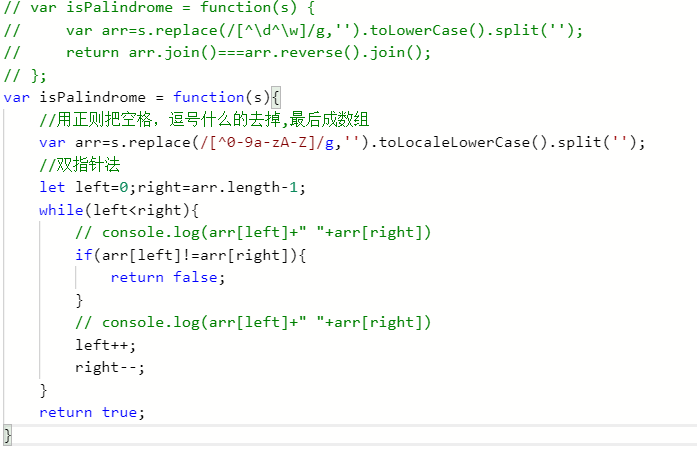 // var isPalindrome = function(s) {
//     var arr=s.replace(/[^\d^\w]/g,'').toLowerCase().split('');
//     return arr.join()===arr.reverse().join();
// };
var isPalindrome = function(s){
    //用正则把空格，逗号什么的去掉,最后成数组
    var arr=s.replace(/[^0-9a-zA-Z]/g,'').toLocaleLowerCase().split('');
    //双指针法
    let left=0;right=arr.length-1;
    while(left<right){
        // console.log(arr[left]+" "+arr[right])
        if(arr[left]!=arr[right]){
            return false;
        }
        // console.log(arr[left]+" "+arr[right])
        left++;
        right--;
    }
    return true;
}